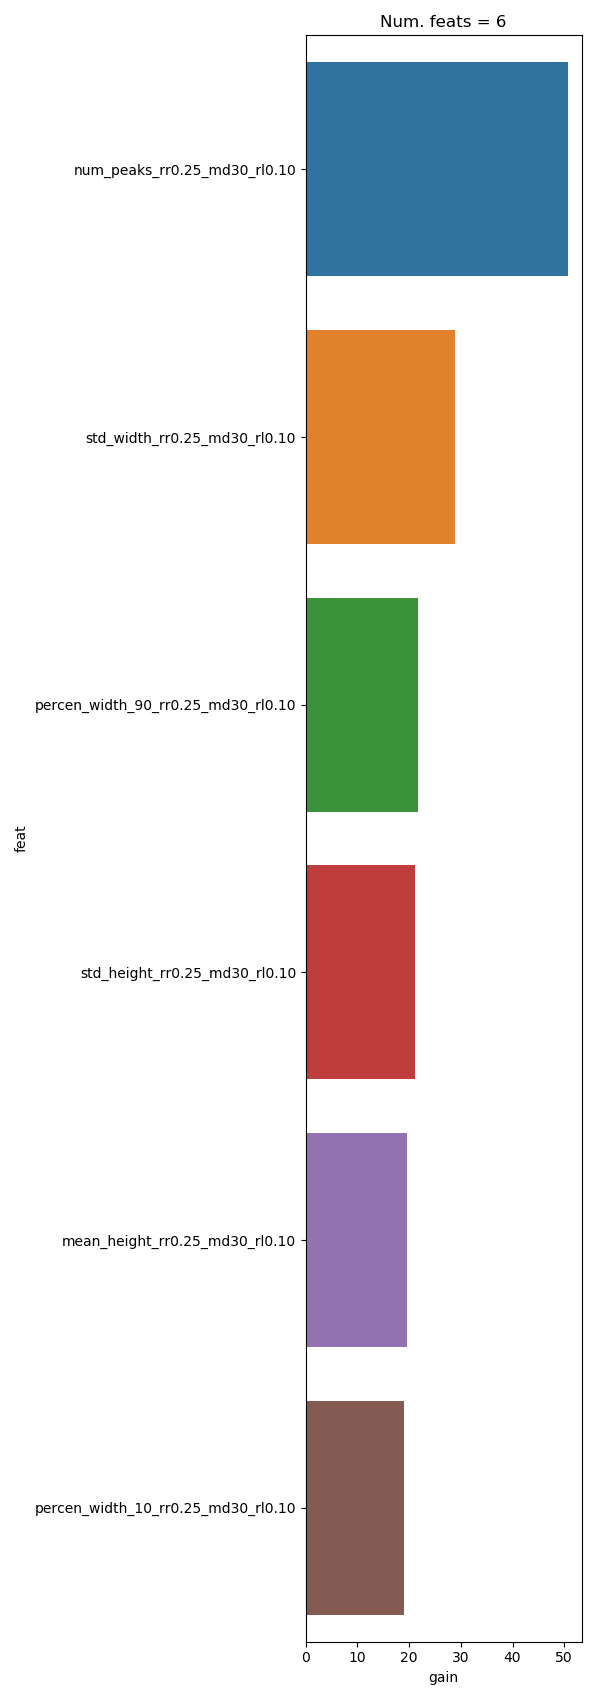 Num. feats = 6
num_peaks_rr0.25_md30_rl0.10
std_width_rr0.25_md30_rl0.10
percen_width_90_rr0.25_md30_rl0.10
feat
std_height_rr0.25_md30_rl0.10
mean_height_rr0.25_md30_rl0.10
percen_width_10_rr0.25_md30_rl0.10
0 10 20 30 40 50
gain